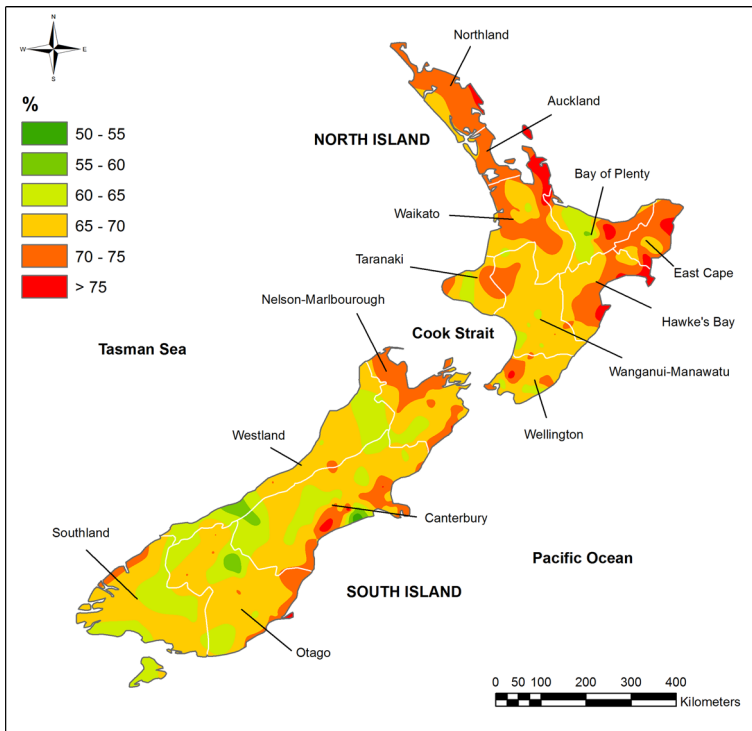 N
W E
S
%
50 - 55
55 - 60
60 - 65
65 - 70
70 - 75
> 75
Northland
Auckland
NORTH ISLAND
Bay of Plenty
Waikato
Taranaki
East Cape
Nelson-Marlbourough
Hawke's Bay
Cook Strait
Tasman Sea
Wanganui-Manawatu
Wellington
Westland
Canterbury
Southland
Pacific Ocean
SOUTH ISLAND
Otago
0 50 100 200 300 400
Kilometers